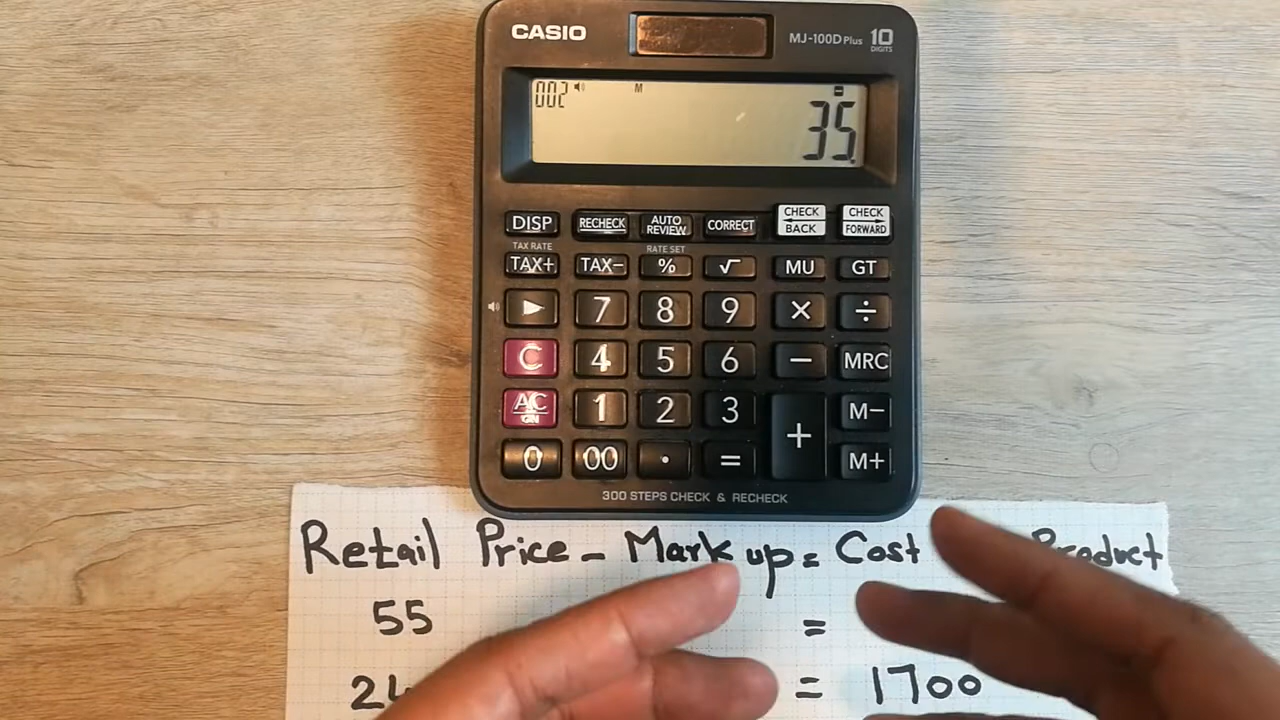 CASIO MJ-100D Plus 10 DIGITS
002 M
35.
DISP RECHECK AUTO REVIEW CORRECT CHECK BACK CHECK FORWARD
TAX RATE RATE SET
TAX+ TAX− % √ MU GT
7 8 9 × ÷
C 4 5 6 − MRC
AC ON 1 2 3 + M−
0 00 . = M+
300 STEPS CHECK & RECHECK
Retail Price - Mark up = Cost Product
55 =
= 1700